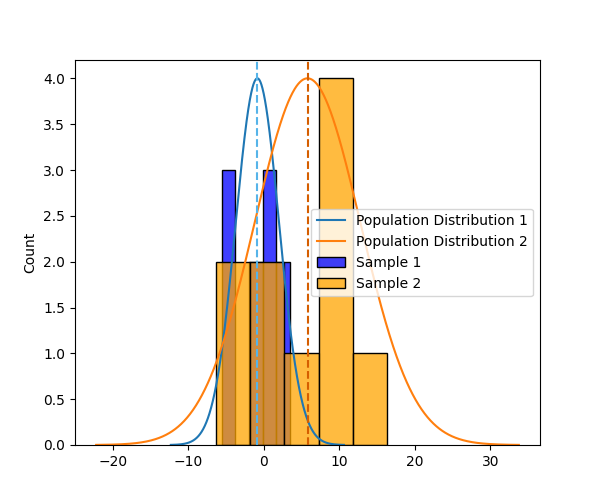 4.0
3.5
3.0
2.5
2.0
1.5
1.0
0.5
0.0
Count
Population Distribution 1
Population Distribution 2
Sample 1
Sample 2
−20 −10 0 10 20 30